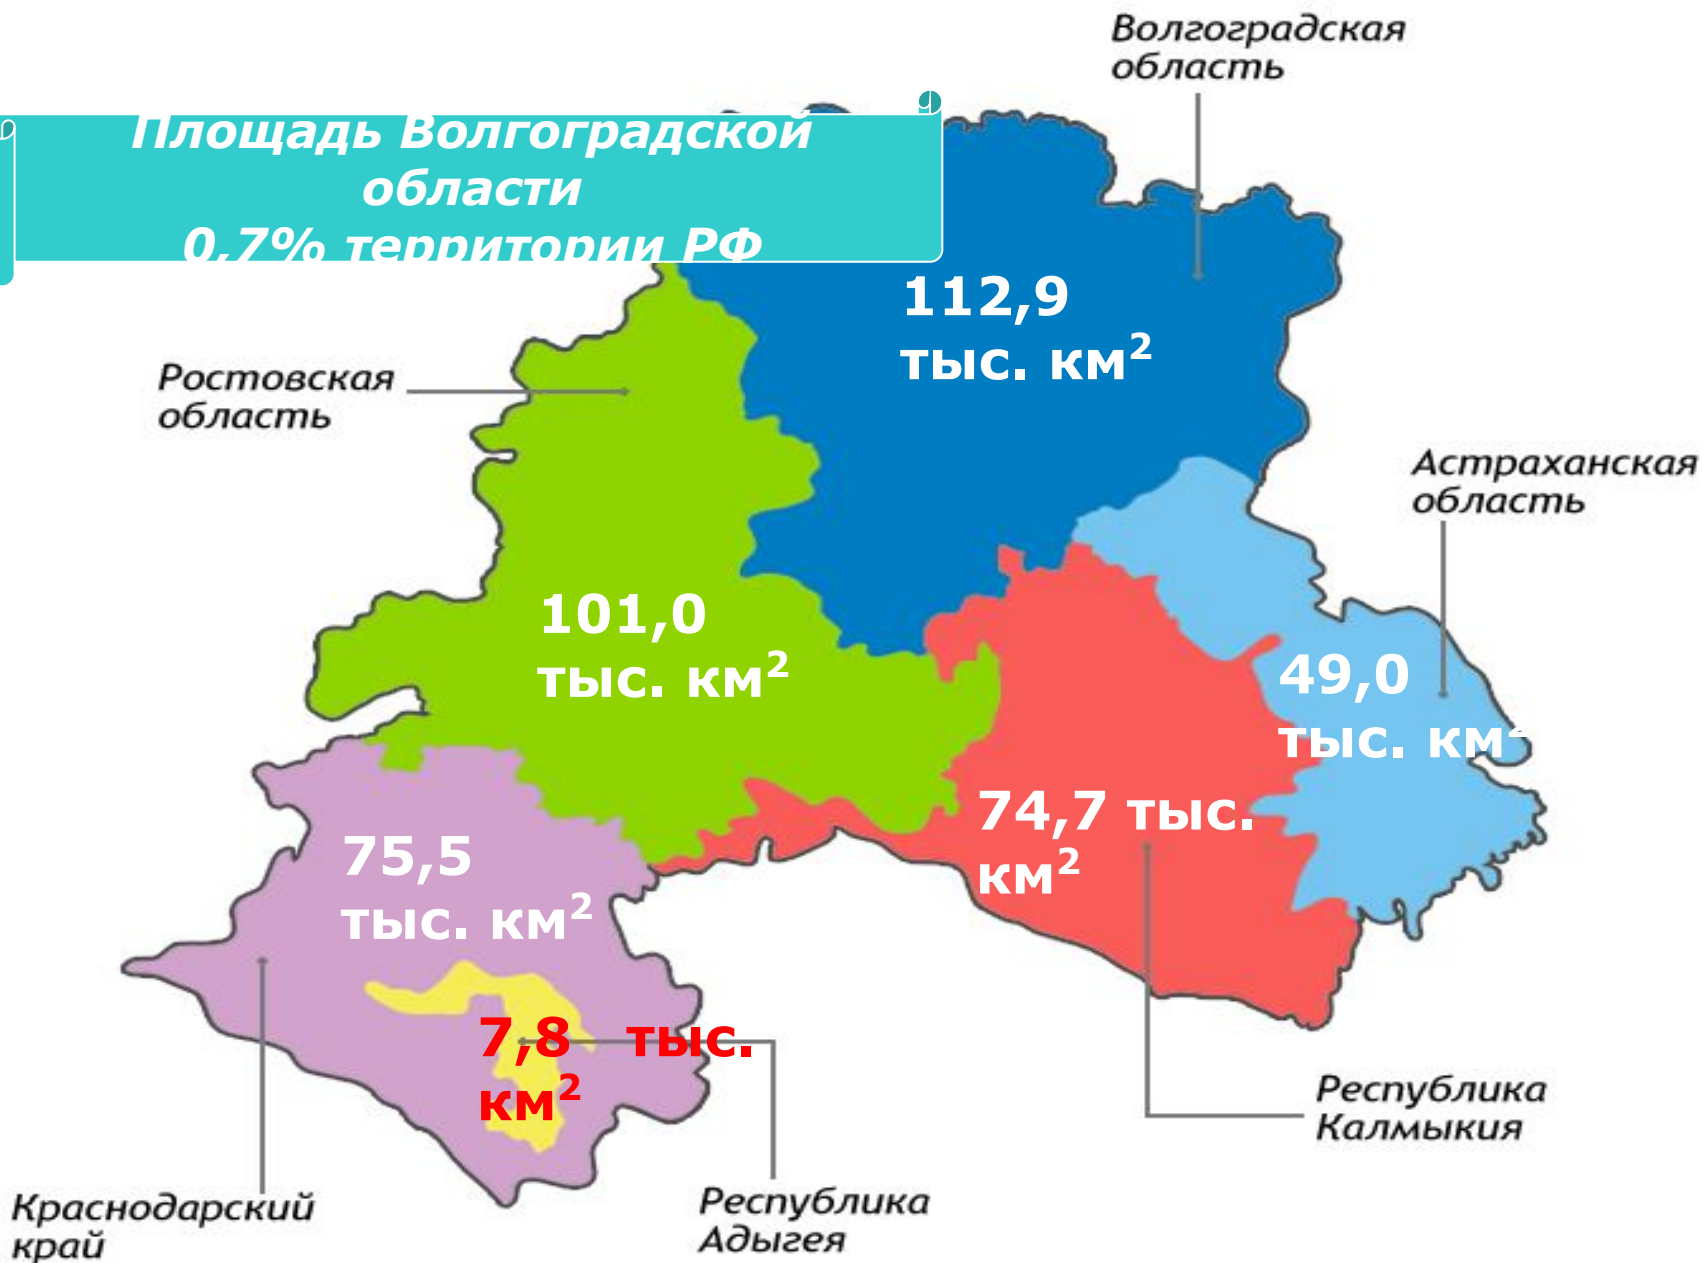 Волгоградская
область
Площадь Волгоградской
области
0,7% территории РФ
112,9
тыс. км²
Ростовская
область
Астраханская
область
101,0
тыс. км²
49,0
тыс. км²
74,7 тыс.
км²
75,5
тыс. км²
7,8 тыс.
км²
Республика
Калмыкия
Краснодарский
край
Республика
Адыгея